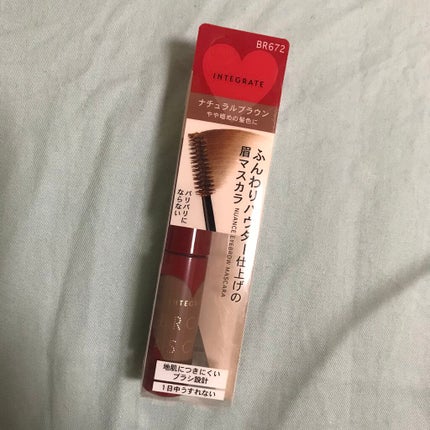 BR672
INTEGRATE
ナチュラルブラウン
やや暗めの髪色に
ふんわりパウダー仕上げの
眉マスカラ
NUANCE EYEBROW MASCARA
パリパリに
ならない
INTEGRATE
地肌につきにくい
ブラシ設計
1日中うすれない